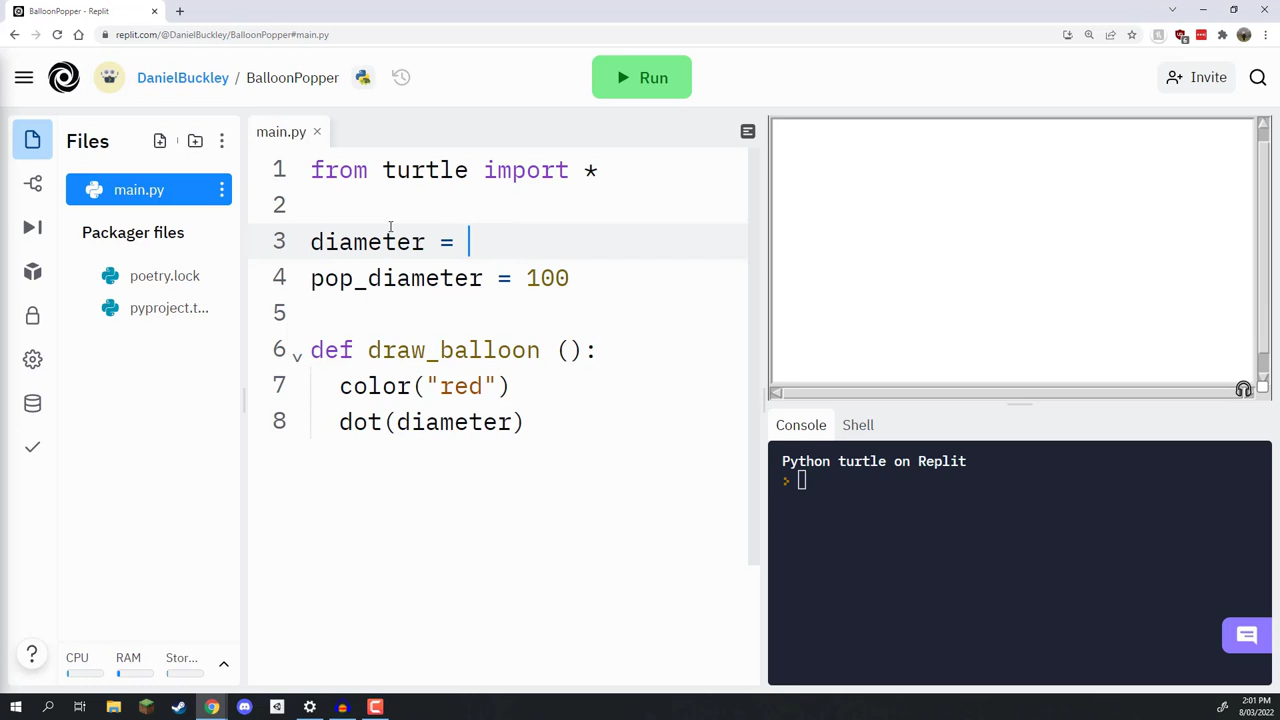 BalloonPopper - Replit
replit.com/@DanielBuckley/BalloonPopper#main.py
6
DanielBuckley / BalloonPopper
Run
Invite
Files
main.py
Packager files
poetry.lock
pyproject.t...
CPU RAM Stor...
main.py
1 from turtle import *
2
3 diameter =
4 pop_diameter = 100
5
6 def draw_balloon ():
7 color("red")
8 dot(diameter)
Console Shell
Python turtle on Replit
2:01 PM
8/03/2022